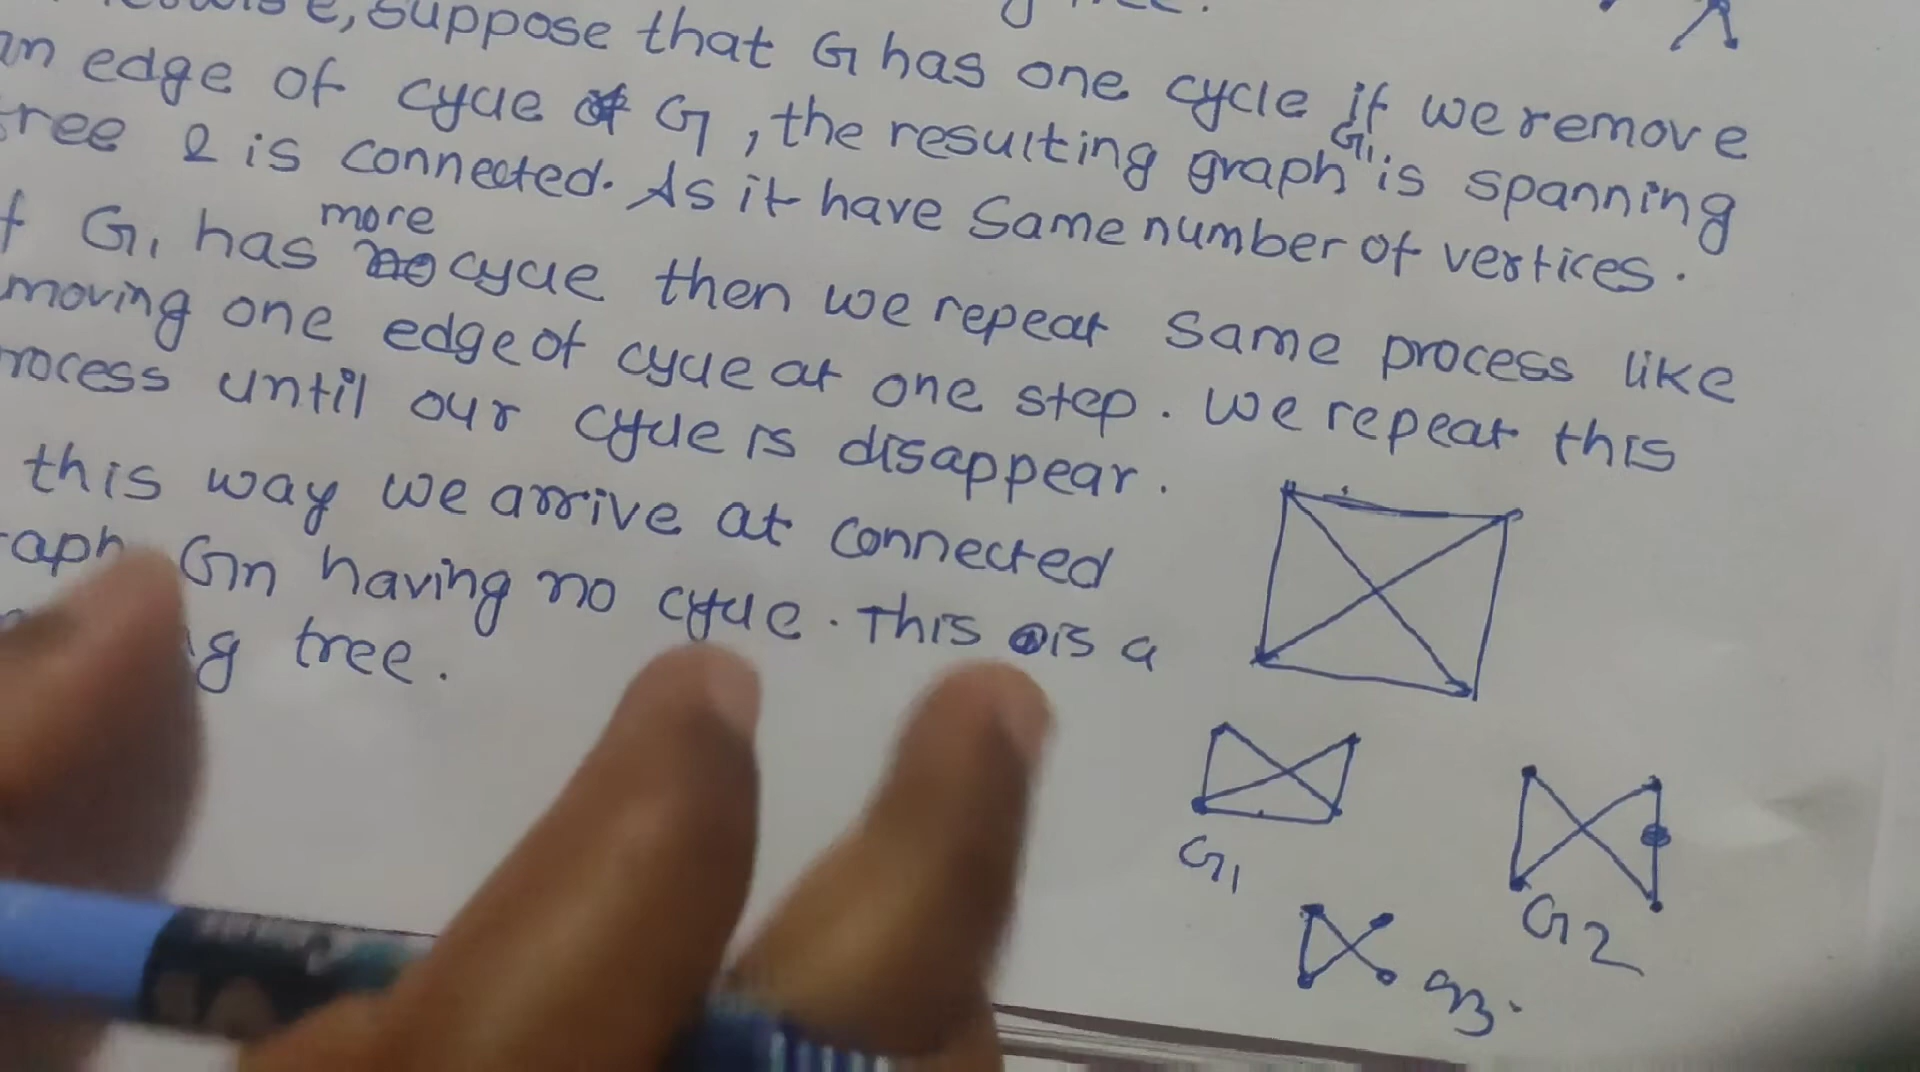 e, suppose that G has one cycle if we remove
an edge of cycle of G, the resulting graph G1 is spanning
tree & is connected. As it have same number of vertices.
f G1 has more cycle then we repeat same process like
moving one edge of cycle at one step. We repeat this
rocess until our cycle is disappear.
this way we arrive at connected
raph Gn having no cycle. This is a
g tree.
G1
G2
G3.